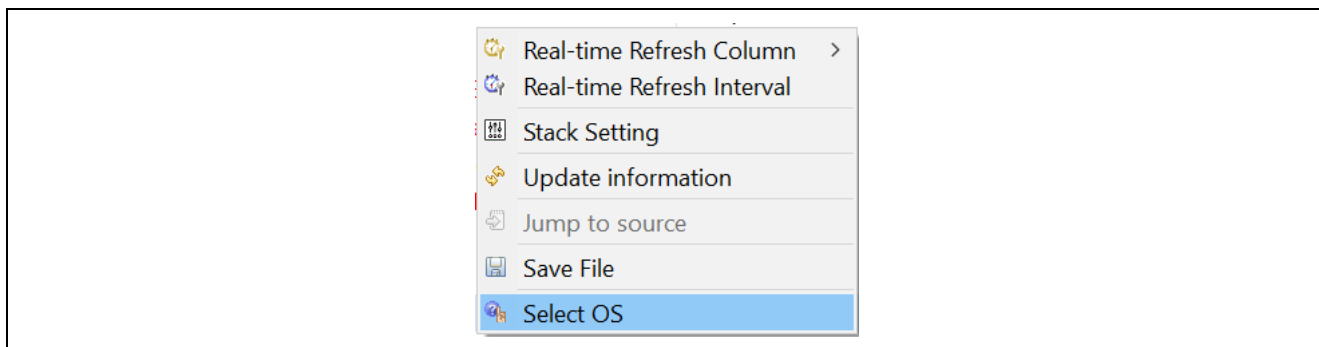 Real-time Refresh Column
Real-time Refresh Interval
Stack Setting
Update information
Jump to source
Save File
Select OS